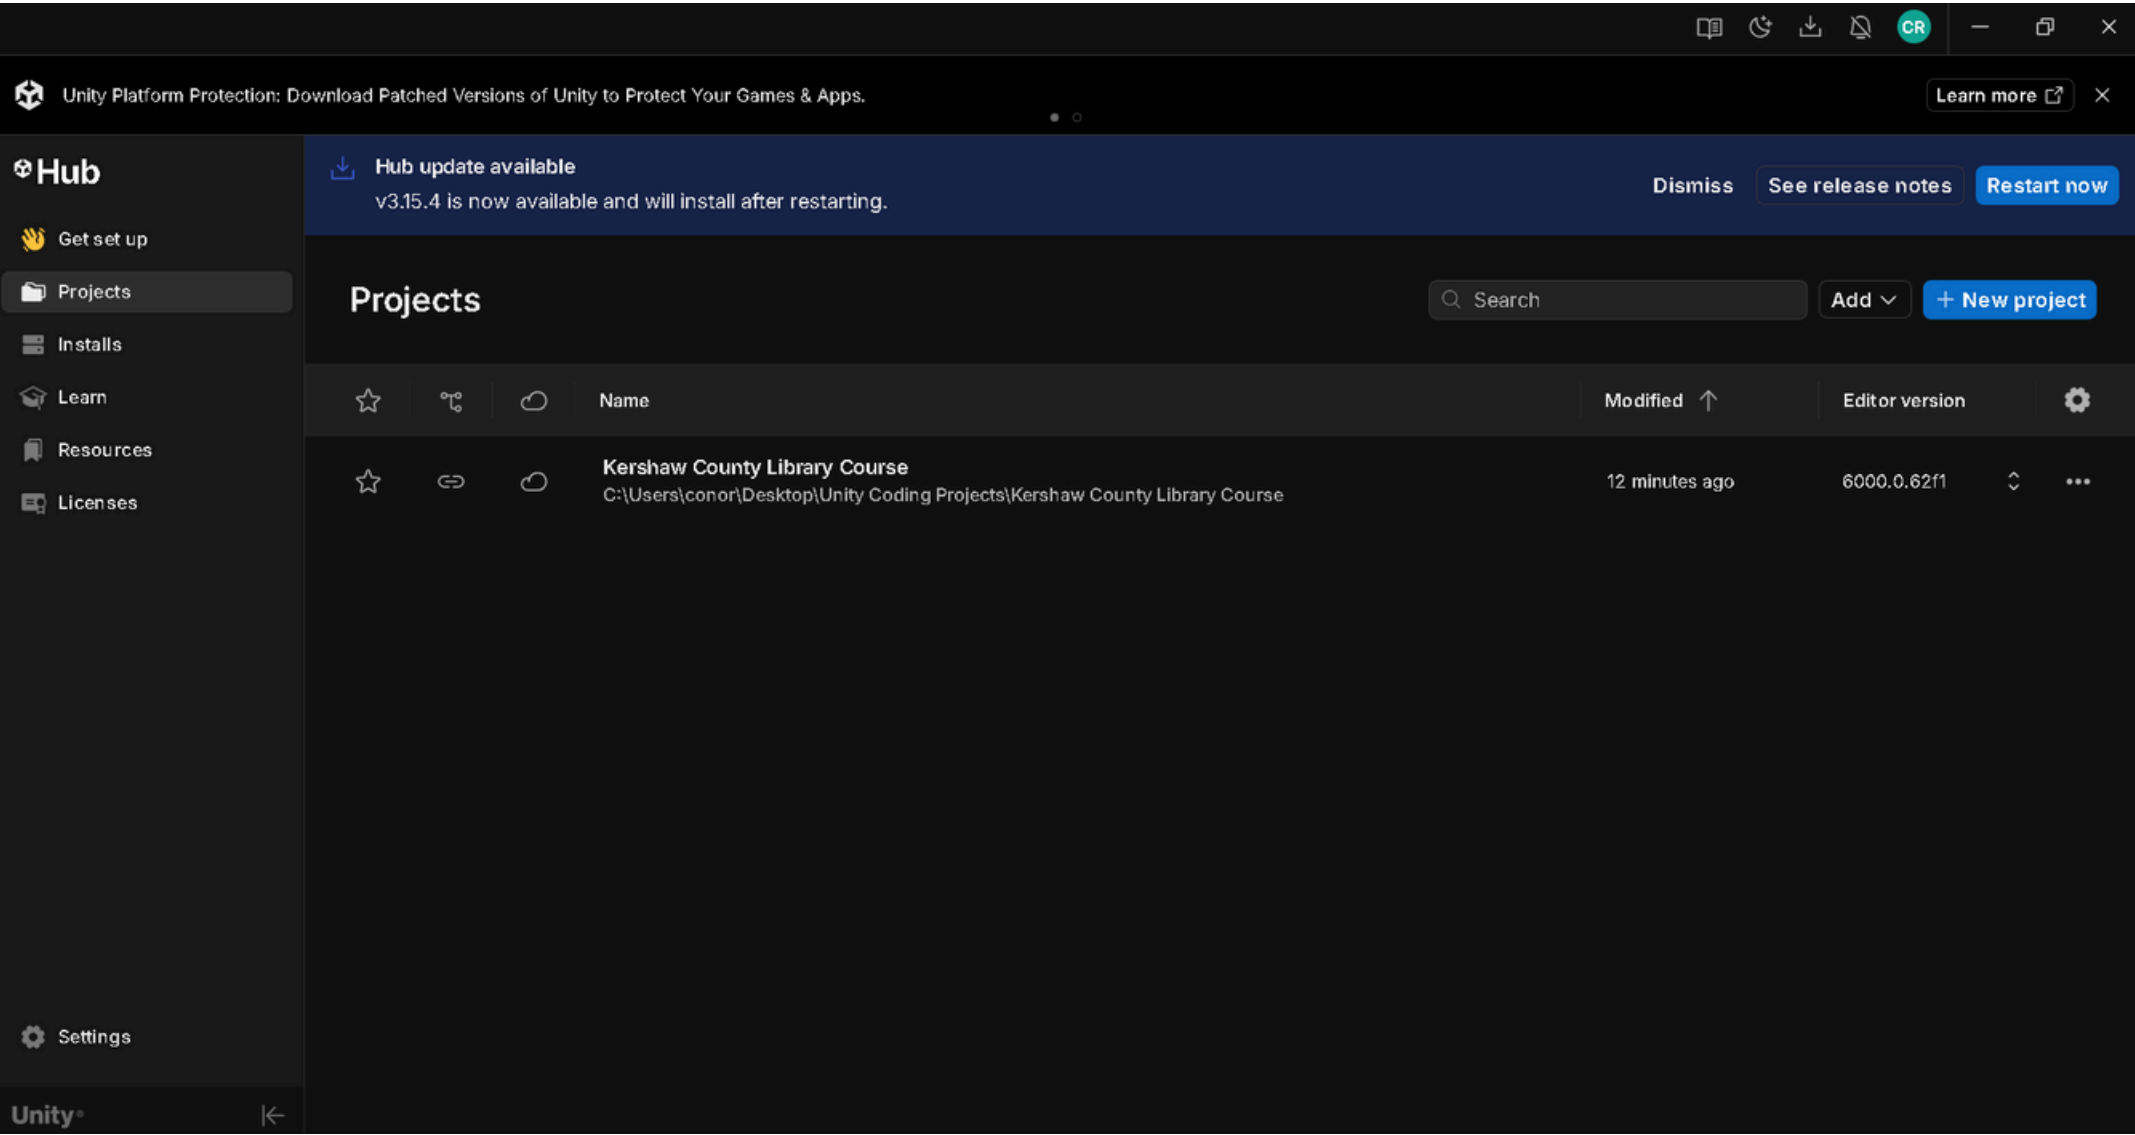 CR
Unity Platform Protection: Download Patched Versions of Unity to Protect Your Games & Apps.
Learn more
Hub
Hub update available
v3.15.4 is now available and will install after restarting.
Dismiss
See release notes
Restart now
Get set up
Projects
Installs
Learn
Resources
Licenses
Projects
Search
Add
+ New project
Name
Modified
Editor version
Kershaw County Library Course
C:\Users\conor\Desktop\Unity Coding Projects\Kershaw County Library Course
12 minutes ago
6000.0.62f1
Settings
Unity